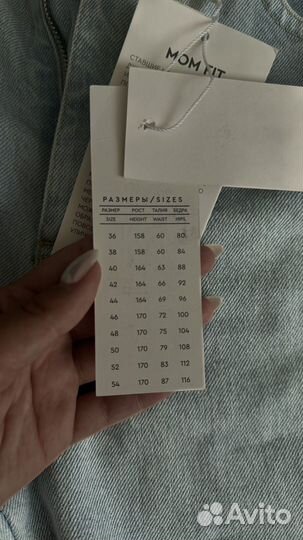 СТАВШИЕ
MOM FIT
РАЗМЕРЫ/SIZES
РАЗМЕР РОСТ ТАЛИЯ БЕДРА
SIZE HEIGHT WAIST HIPS
36 158 60 80
38 158 60 84
40 164 63 88
42 164 66 92
44 164 69 96
46 170 72 100
48 170 75 104
50 170 79 108
52 170 83 112
54 170 87 116
Avito